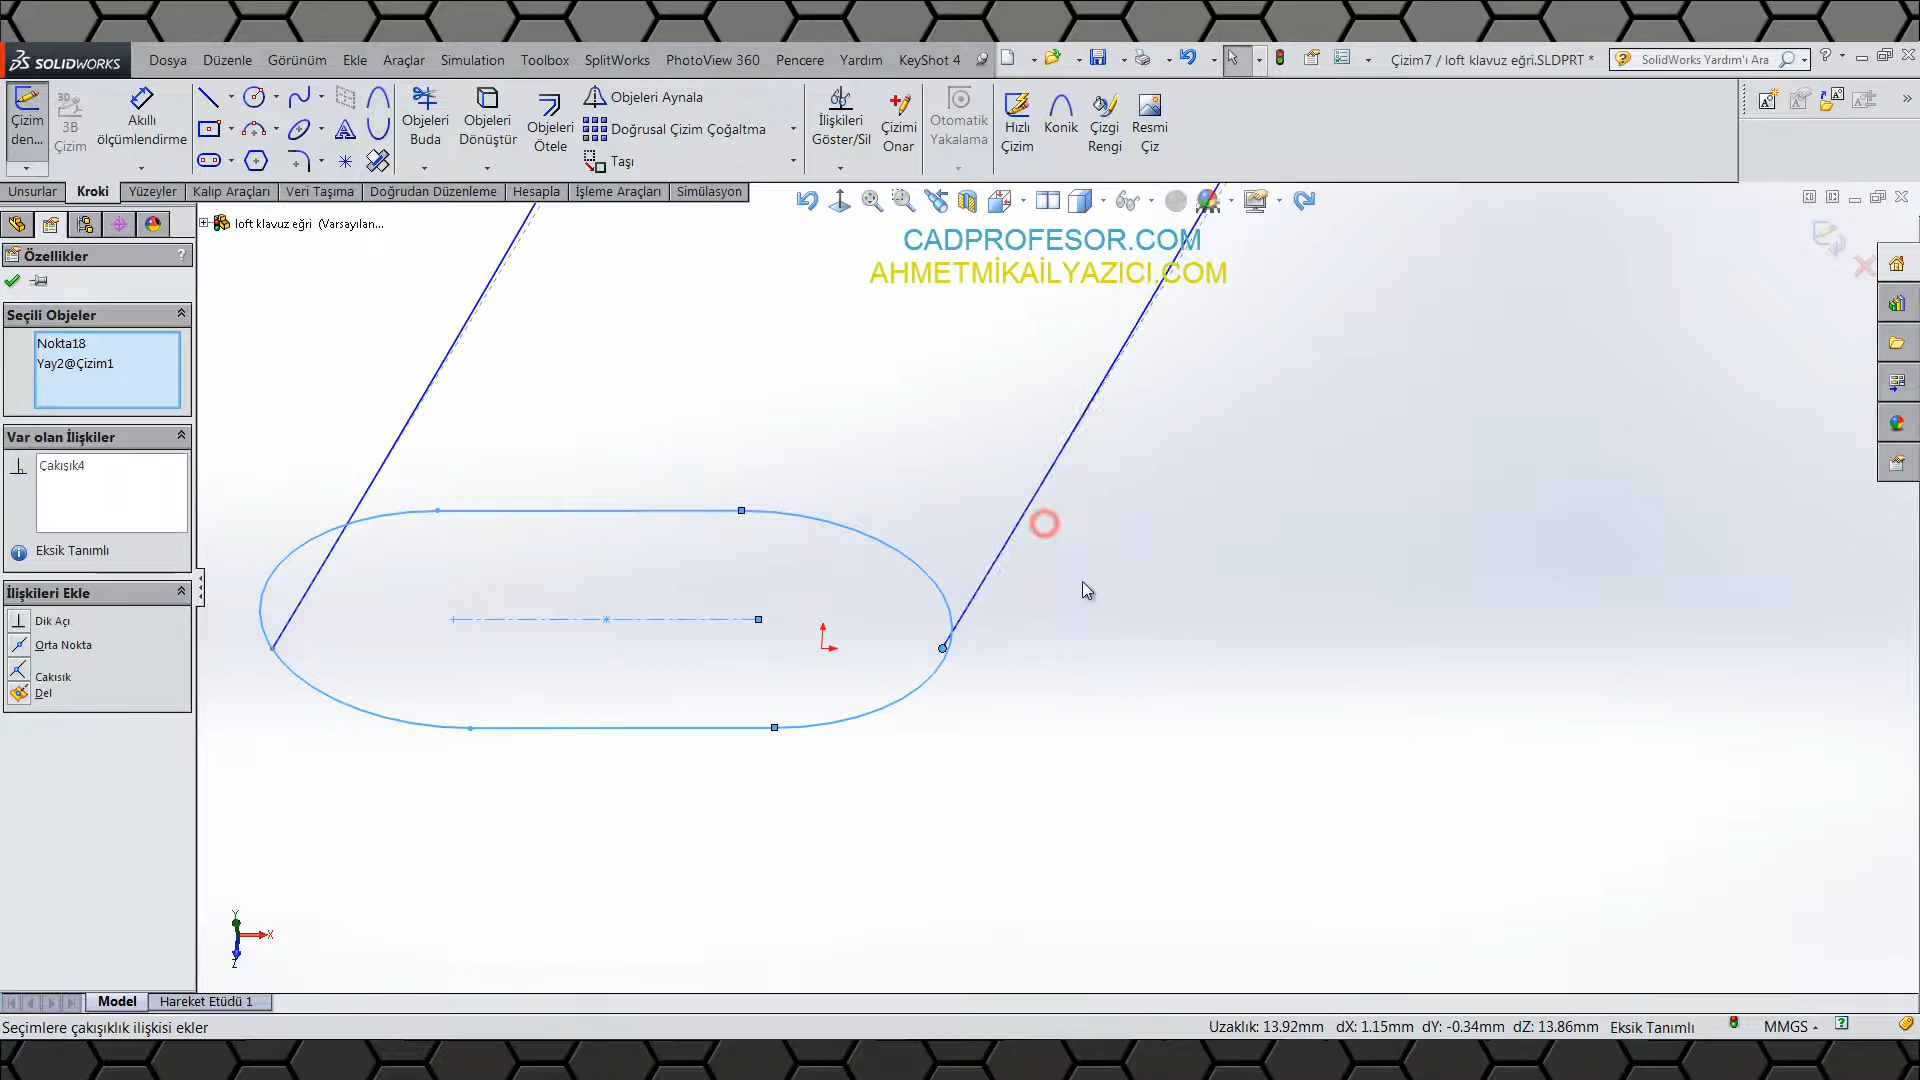 SOLIDWORKS
Dosya Düzenle Görünüm Ekle Araçlar Simulation Toolbox SplitWorks PhotoView 360 Pencere Yardım KeyShot 4
Çizim7 / loft klavuz eğri.SLDPRT *
SolidWorks Yardım'ı Ara
Çizim den...
3B Çizim
Akıllı ölçümlendirme
Objeleri Buda
Objeleri Dönüştür
Objeleri Ötele
Objeleri Aynala
Doğrusal Çizim Çoğaltma
Taşı
İlişkileri Göster/Sil
Çizimi Onar
Otomatik Yakalama
Hızlı Çizim
Konik
Çizgi Rengi
Resmi Çiz
Unsurlar Kroki Yüzeyler Kalıp Araçları Veri Taşıma Doğrudan Düzenleme Hesapla İşleme Araçları Simülasyon
loft klavuz eğri (Varsayılan...
CADPROFESOR.COM
AHMETMİKAİLYAZICI.COM
Özellikler
?
Seçili Objeler
Nokta18
Yay2@Çizim1
Var olan İlişkiler
Çakışık4
Eksik Tanımlı
İlişkileri Ekle
Dik Açı
Orta Nokta
Cakısık
Del
Y
X
Z
Model Hareket Etüdü 1
Seçimlere çakışıklık ilişkisi ekler
Uzaklık: 13.92mm dX: 1.15mm dY: -0.34mm dZ: 13.86mm Eksik Tanımlı MMGS